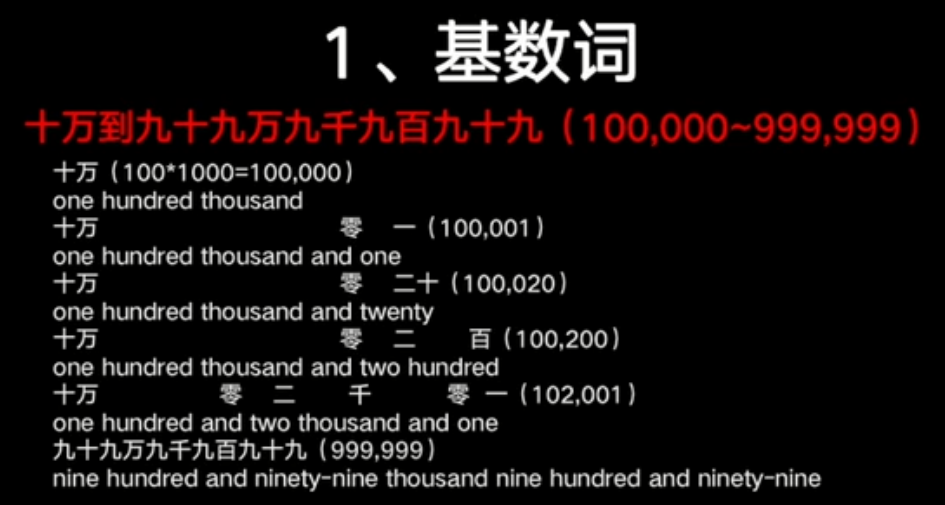 1、基数词
十万到九十九万九千九百九十九（100,000~999,999）
十万（100*1000=100,000）
one hundred thousand
十万 零 一（100,001）
one hundred thousand and one
十万 零 二十（100,020）
one hundred thousand and twenty
十万 零 二 百（100,200）
one hundred thousand and two hundred
十万 零 二 千 零 一（102,001）
one hundred and two thousand and one
九十九万九千九百九十九（999,999）
nine hundred and ninety-nine thousand nine hundred and ninety-nine